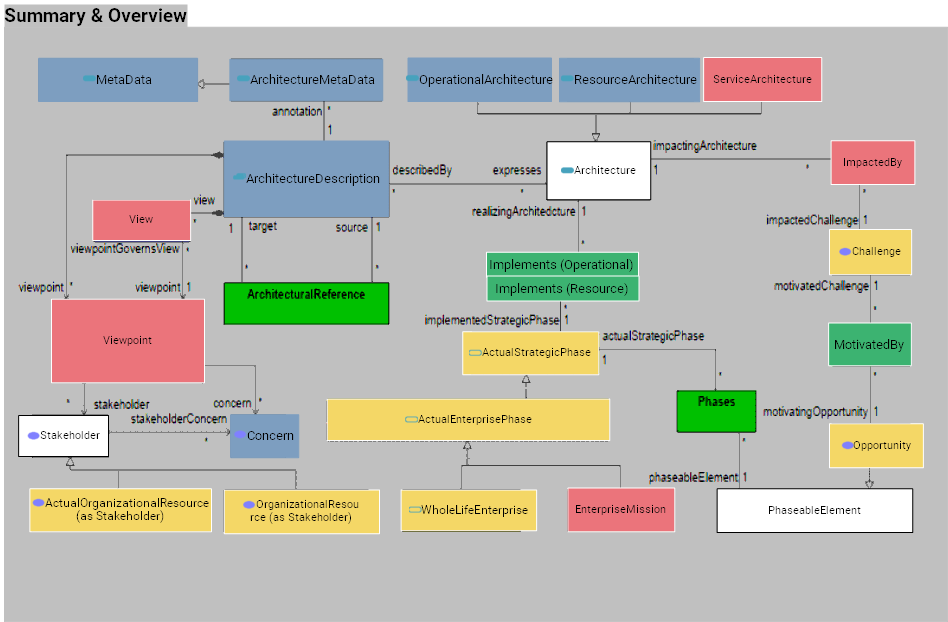 Summary & Overview
MetaData
ArchitectureMetaData
OperationalArchitecture
ResourceArchitecture
ServiceArchitecture
annotation *
1
ArchitectureDescription
describedBy
*
expresses
*
Architecture
impactingArchitecture
1
*
ImpactedBy
*
View
view
*
1
target
source
1
realizingArchitedcture
1
impactedChallenge
1
viewpointGovernsView
*
*
*
*
Implements (Operational)
Implements (Resource)
Challenge
viewpoint
*
viewpoint
1
ArchitecturalReference
motivatedChallenge
1
*
*
implementedStrategicPhase
1
Viewpoint
ActualStrategicPhase
actualStrategicPhase
1
*
MotivatedBy
*
*
stakeholder
concern
*
stakeholderConcern
*
Phases
*
motivatingOpportunity
1
Stakeholder
Concern
ActualEnterprisePhase
Opportunity
phaseableElement
1
ActualOrganizationalResource
(as Stakeholder)
OrganizationalResou
rce (as Stakeholder)
WholeLifeEnterprise
EnterpriseMission
PhaseableElement